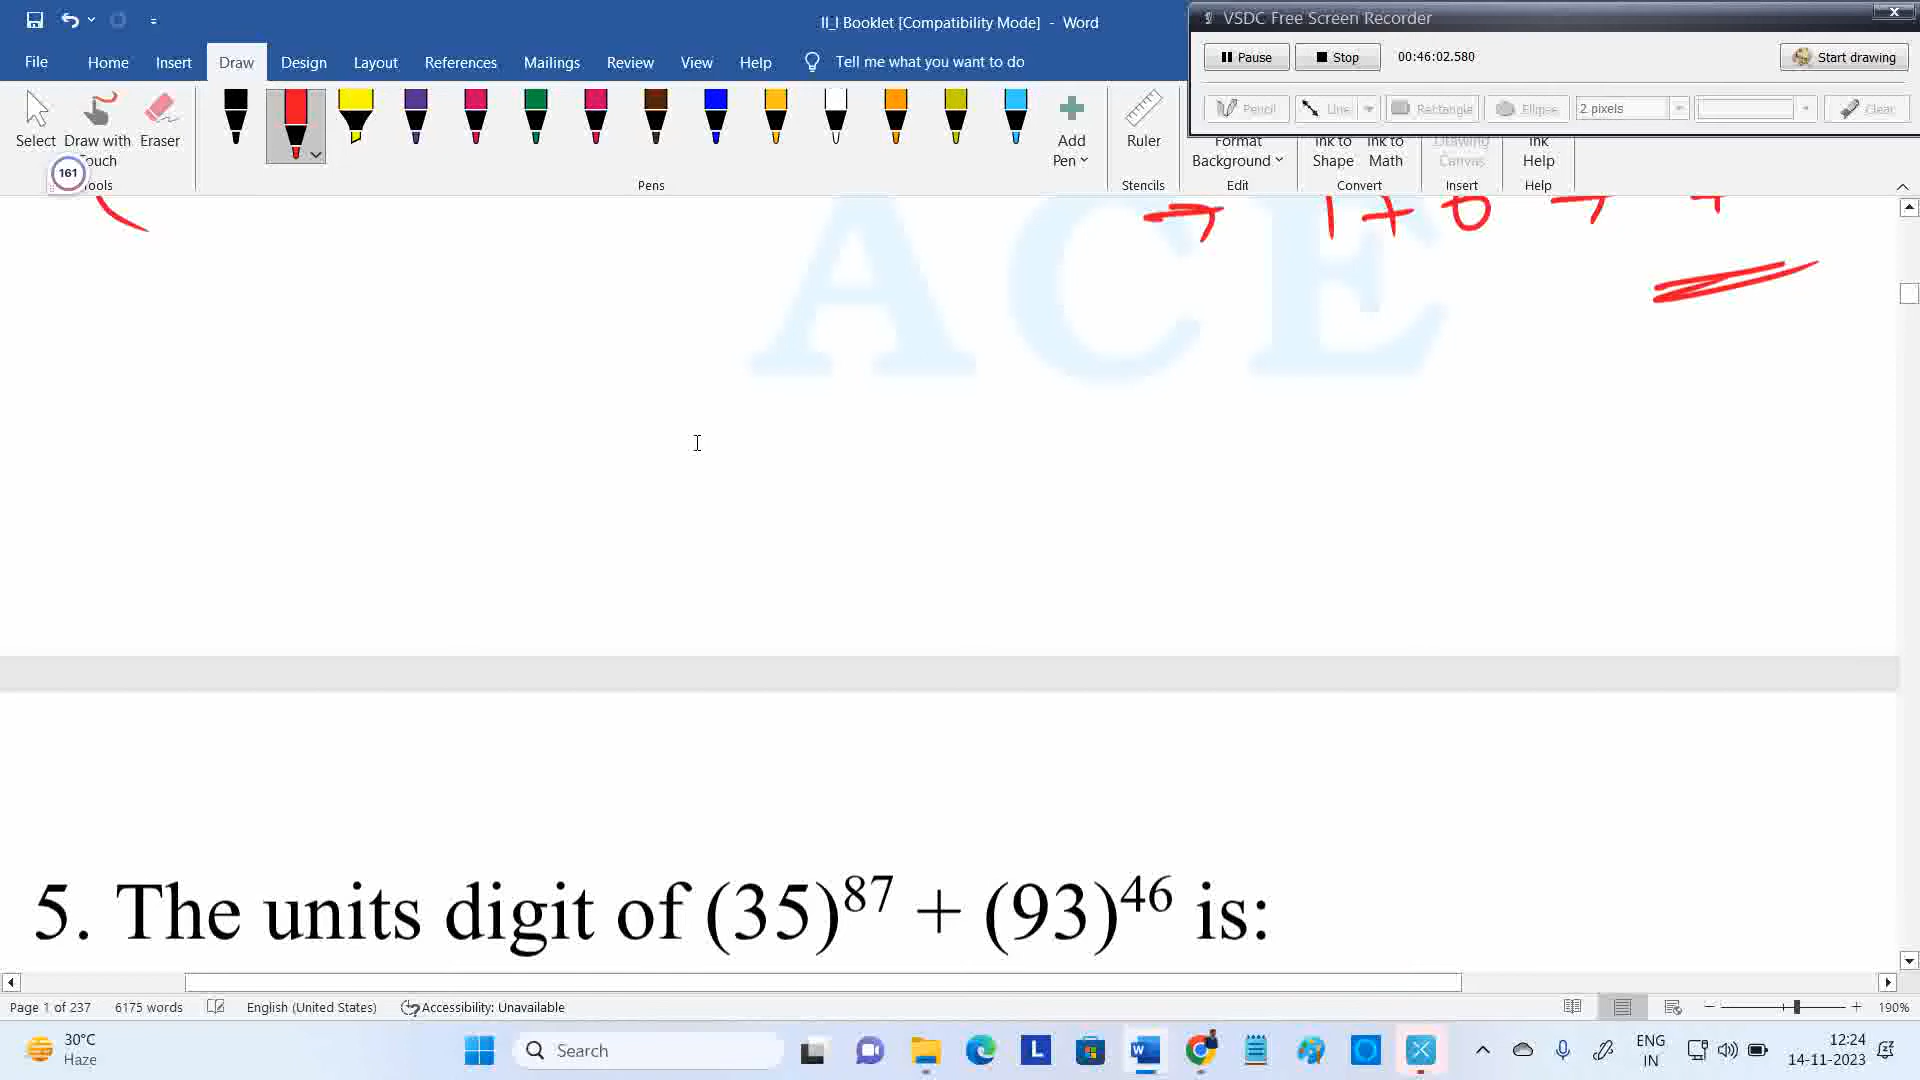 II_I Booklet [Compatibility Mode] - Word
VSDC Free Screen Recorder
File Home Insert Draw Design Layout References Mailings Review View Help Tell me what you want to do
Pause Stop 00:46:02.580 Start drawing
Pencil Line Rectangle Ellipse 2 pixels Clear
Select Draw with Touch Eraser
Add Pen
Ruler
Format Background
Ink to Shape
Ink to Math
Drawing Canvas
Ink Help
161
Pens Stencils Edit Convert Insert Help
ACE
→ 1 + 6 →
5. The units digit of (35)^87 + (93)^46 is:
Page 1 of 237 6175 words English (United States) Accessibility: Unavailable 190%
30°C
Haze
Search
L
ENG
IN
12:24
14-11-2023